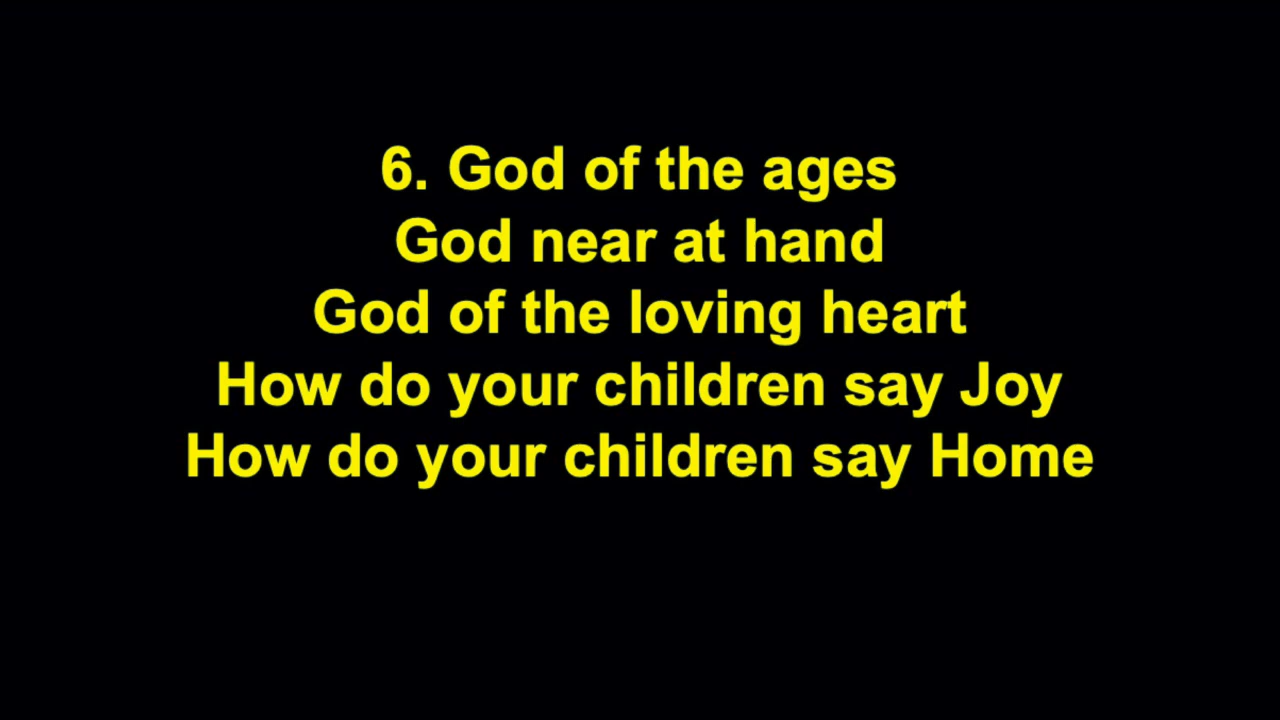 6. God of the ages
God near at hand
God of the loving heart
How do your children say Joy
How do your children say Home